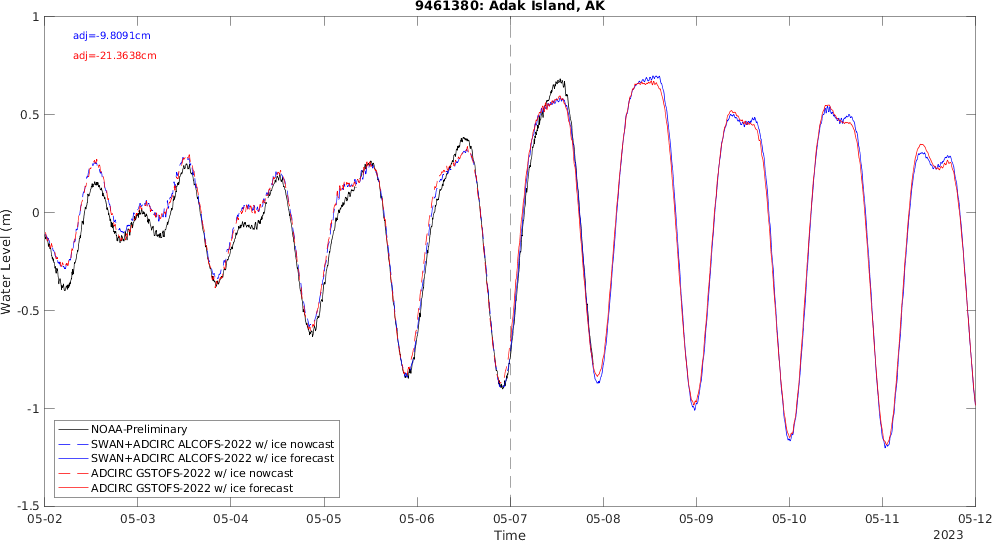 9461380: Adak Island, AK
adj=-9.8091cm
adj=-21.3638cm
1
0.5
0
-0.5
-1
-1.5
Water Level (m)
NOAA-Preliminary
SWAN+ADCIRC ALCOFS-2022 w/ ice nowcast
SWAN+ADCIRC ALCOFS-2022 w/ ice forecast
ADCIRC GSTOFS-2022 w/ ice nowcast
ADCIRC GSTOFS-2022 w/ ice forecast
05-02 05-03 05-04 05-05 05-06 05-07 05-08 05-09 05-10 05-11 05-12
Time
2023